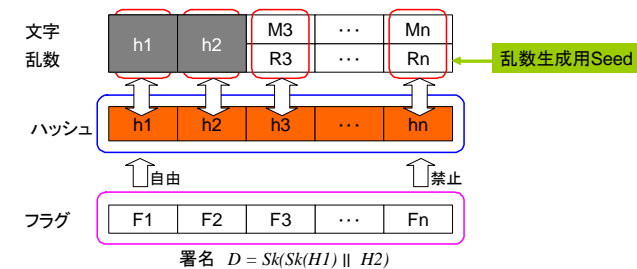 文字 h1 h2 M3 ･･･ Mn
乱数 R3 ･･･ Rn 乱数生成用Seed
ハッシュ h1 h2 h3 ･･･ hn
自由 禁止
フラグ F1 F2 F3 ･･･ Fn
署名 D = Sk(Sk(H1) || H2)